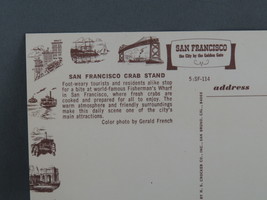 SAN FRANCISCO
the City by the Golden Gate
SAN FRANCISCO CRAB STAND
Foot-weary tourists and residents alike stop
for a bite at world-famous Fisherman's Wharf
in San Francisco, where fresh crabs are
cooked and prepared for all to enjoy. The
warm atmosphere and friendly surroundings
make this daily scene one of the city's
main attractions.
Color photo by Gerald French
S-SF-114
address